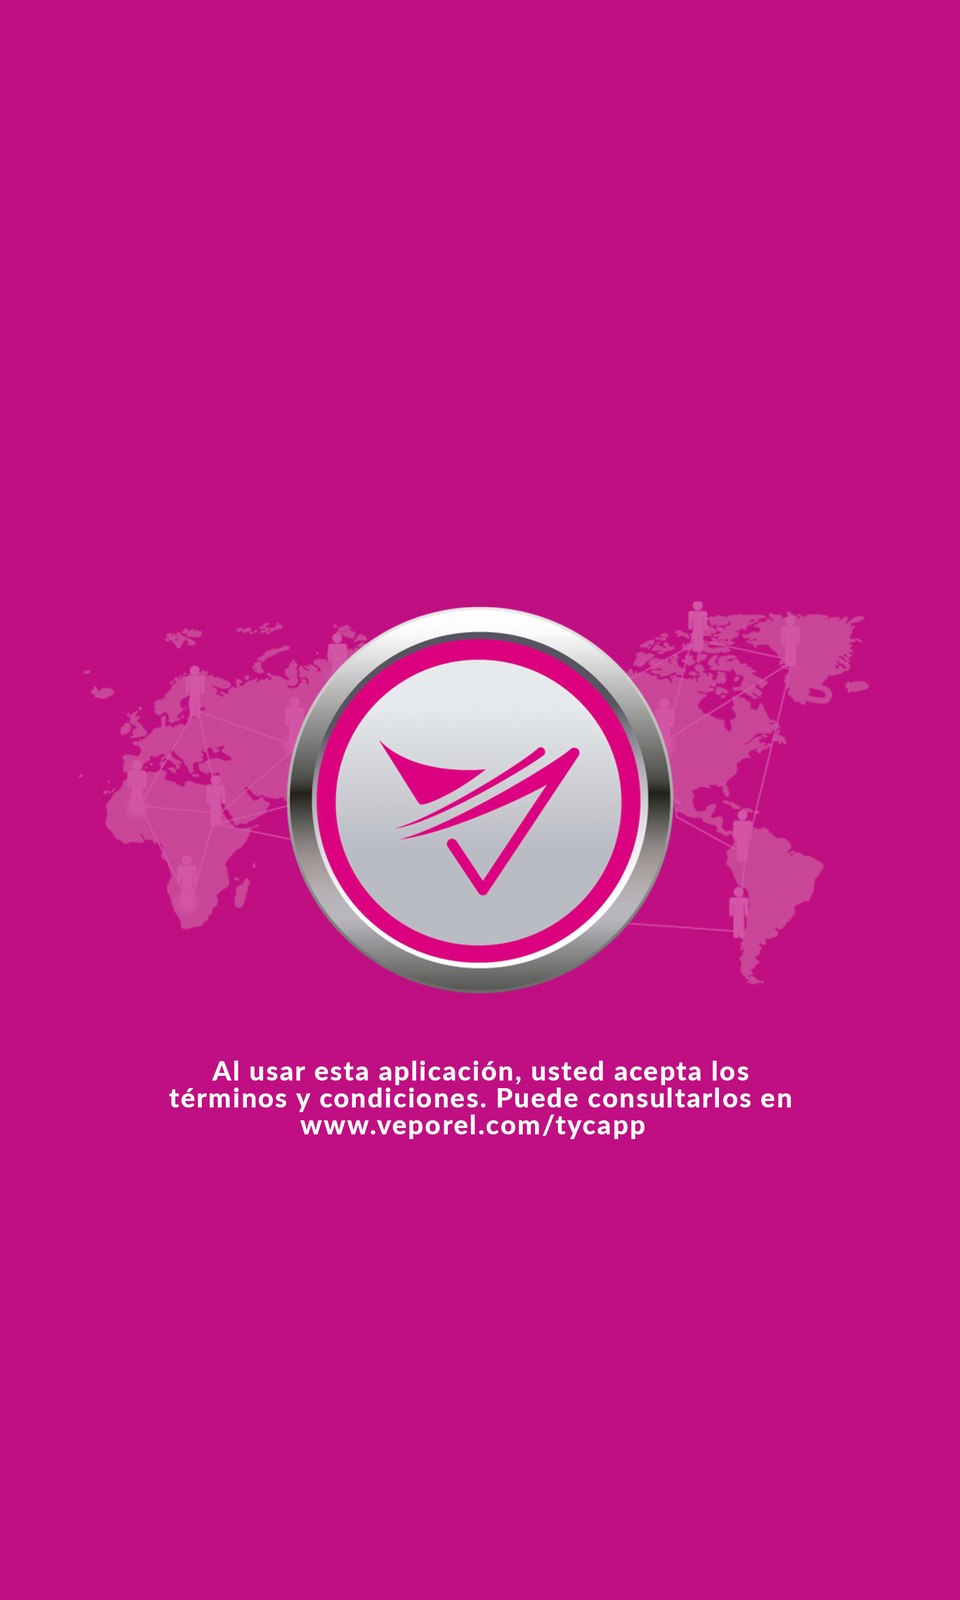 Al usar esta aplicación, usted acepta los
términos y condiciones. Puede consultarlos en
www.veporel.com/tycapp